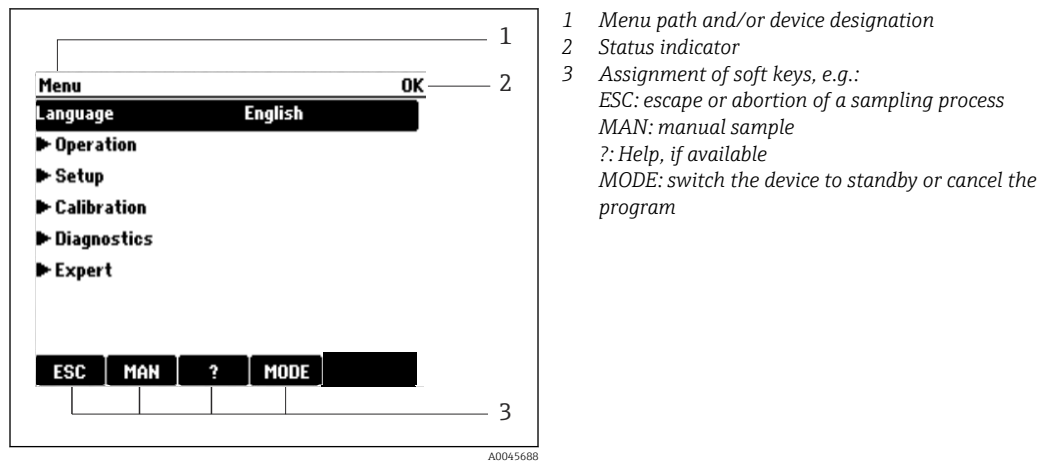 1
Menu OK
2
Language English
Operation
Setup
Calibration
Diagnostics
Expert
ESC MAN ? MODE
3
A0045688
1 Menu path and/or device designation
2 Status indicator
3 Assignment of soft keys, e.g.:
ESC: escape or abortion of a sampling process
MAN: manual sample
?: Help, if available
MODE: switch the device to standby or cancel the
program